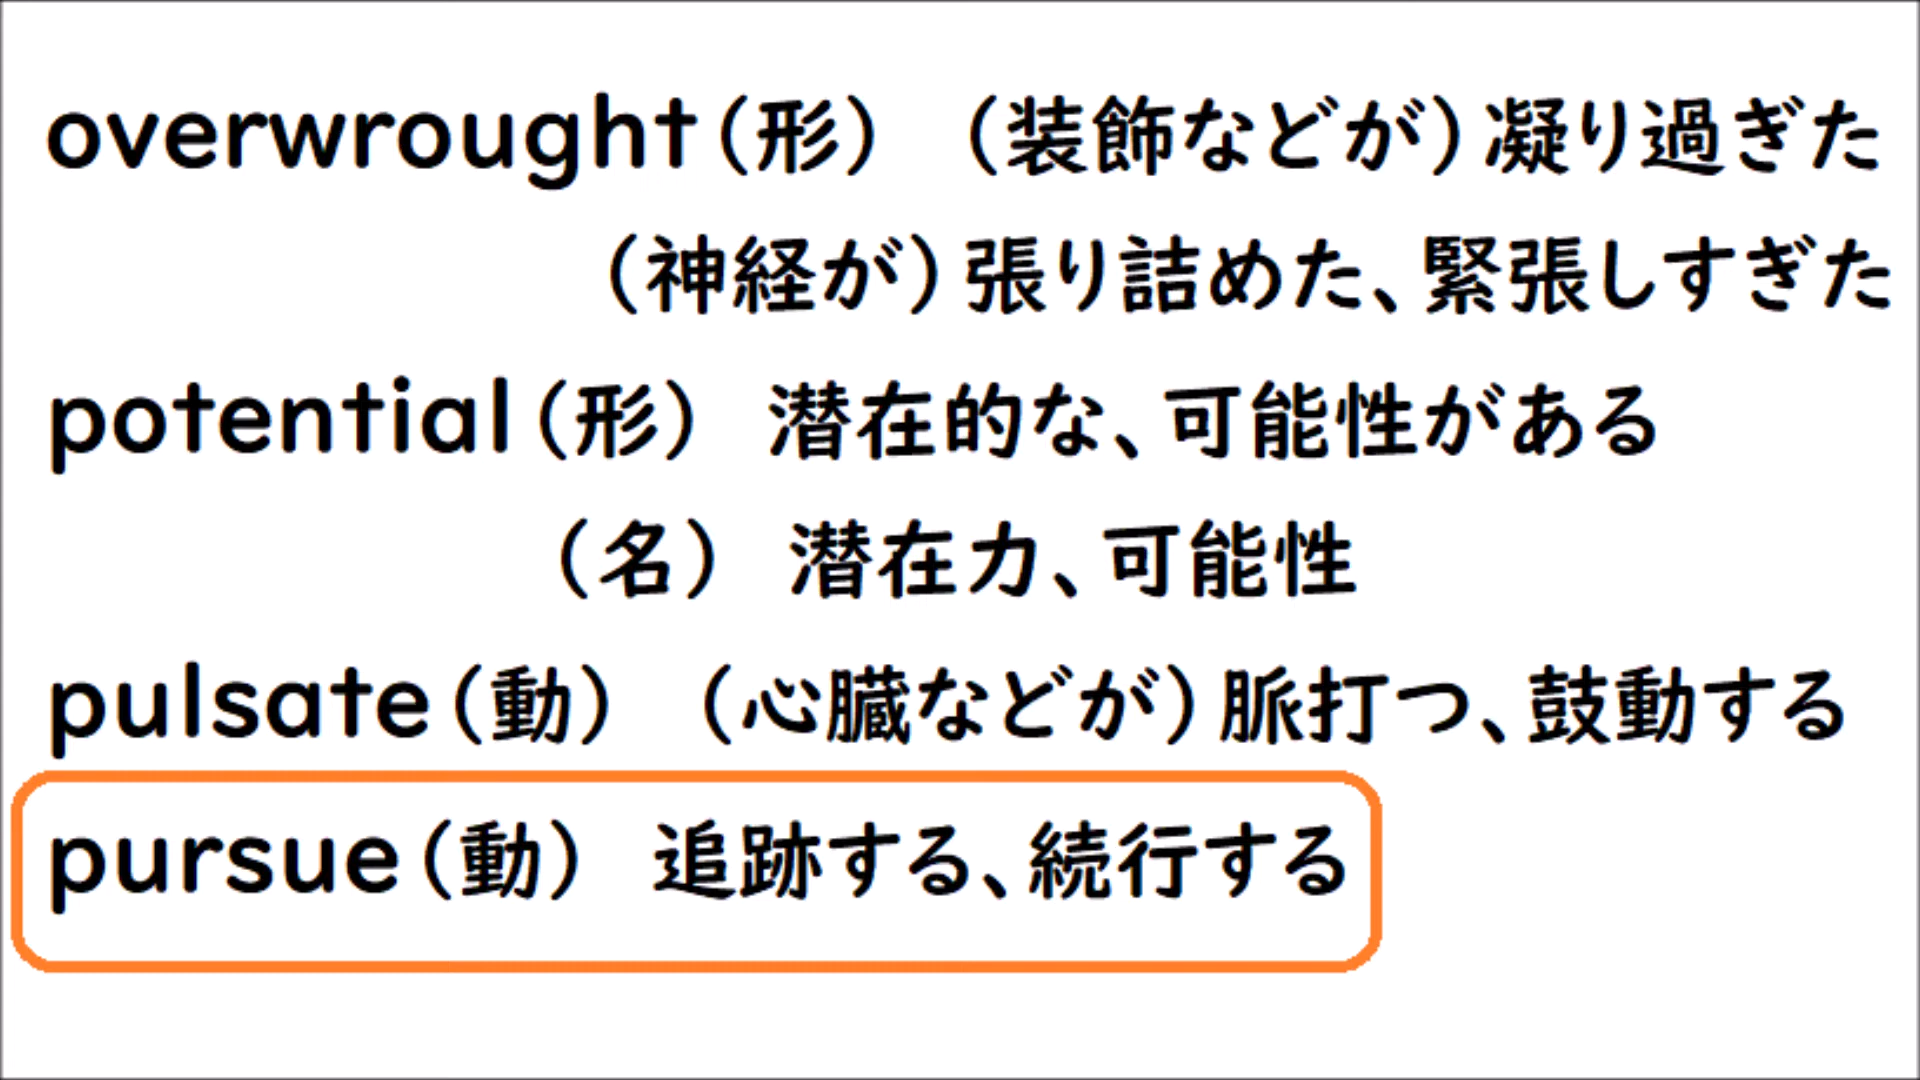 overwrought(形) (装飾などが)凝り過ぎた
(神経が)張り詰めた、緊張しすぎた
potential(形) 潜在的な、可能性がある
(名) 潜在力、可能性
pulsate(動) (心臓などが)脈打つ、鼓動する
pursue(動) 追跡する、続行する